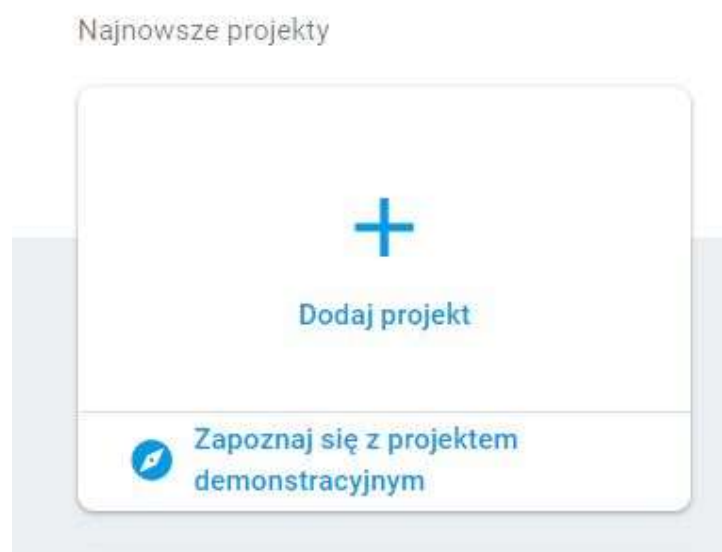 Najnowsze projekty
Dodaj projekt
Zapoznaj się z projektem
demonstracyjnym